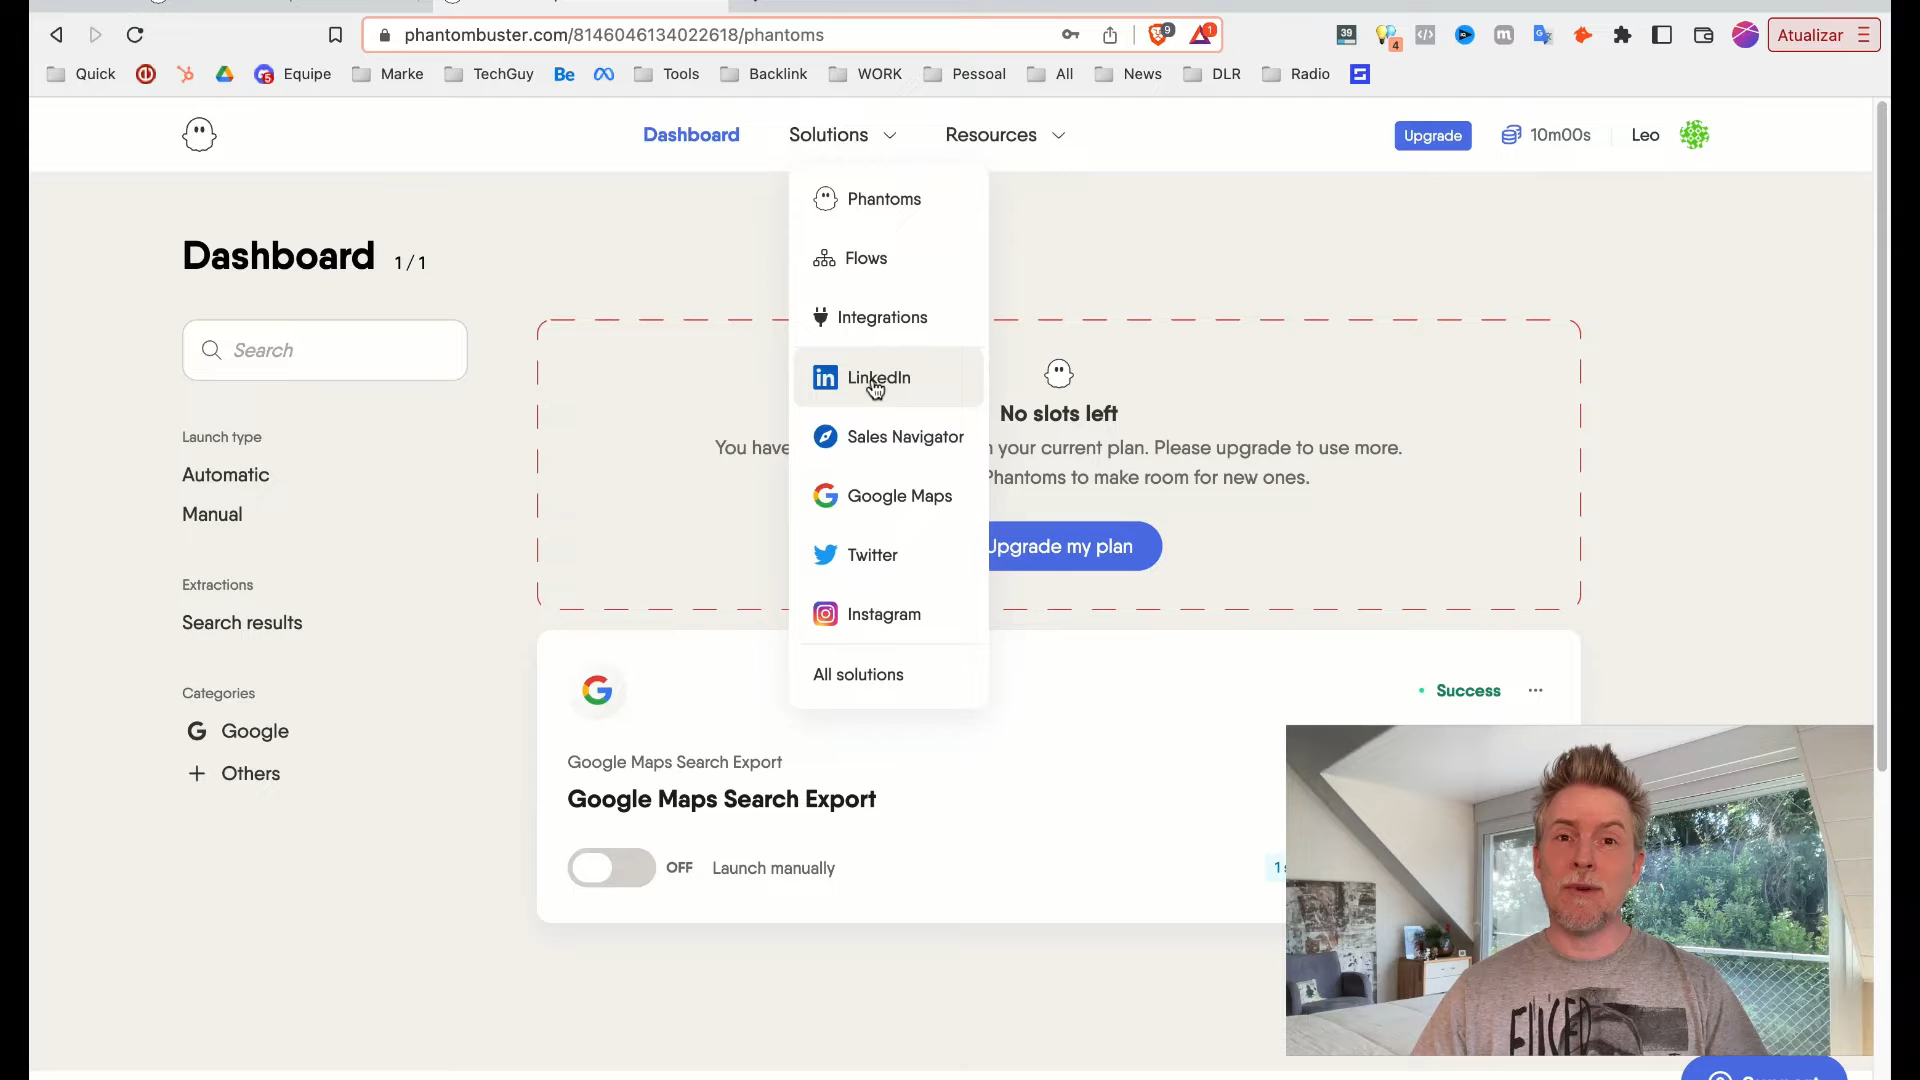 phantombuster.com/8146046134022618/phantoms
9
1
39
4
Atualizar
Quick
Equipe
Marke
TechGuy
Be
Tools
Backlink
WORK
Pessoal
All
News
DLR
Radio
Dashboard
Solutions
Resources
Upgrade
10m00s
Leo
Phantoms
Flows
Integrations
LinkedIn
Sales Navigator
Google Maps
Twitter
Instagram
All solutions
Dashboard 1 / 1
Search
Launch type
Automatic
Manual
Extractions
Search results
Categories
Google
Others
No slots left
You have
your current plan. Please upgrade to use more.
Phantoms to make room for new ones.
Upgrade my plan
Success
Google Maps Search Export
Google Maps Search Export
OFF Launch manually